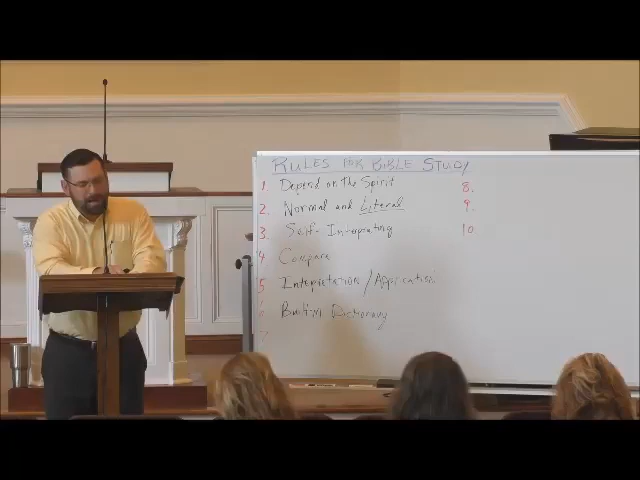 RULES FOR BIBLE STUDY
1. Depend on the Spirit
2. Normal and Literal
3. Self-Interpreting
4 Compare
5 Interpretation/Application
Built in Dictionary
8.
9.
10